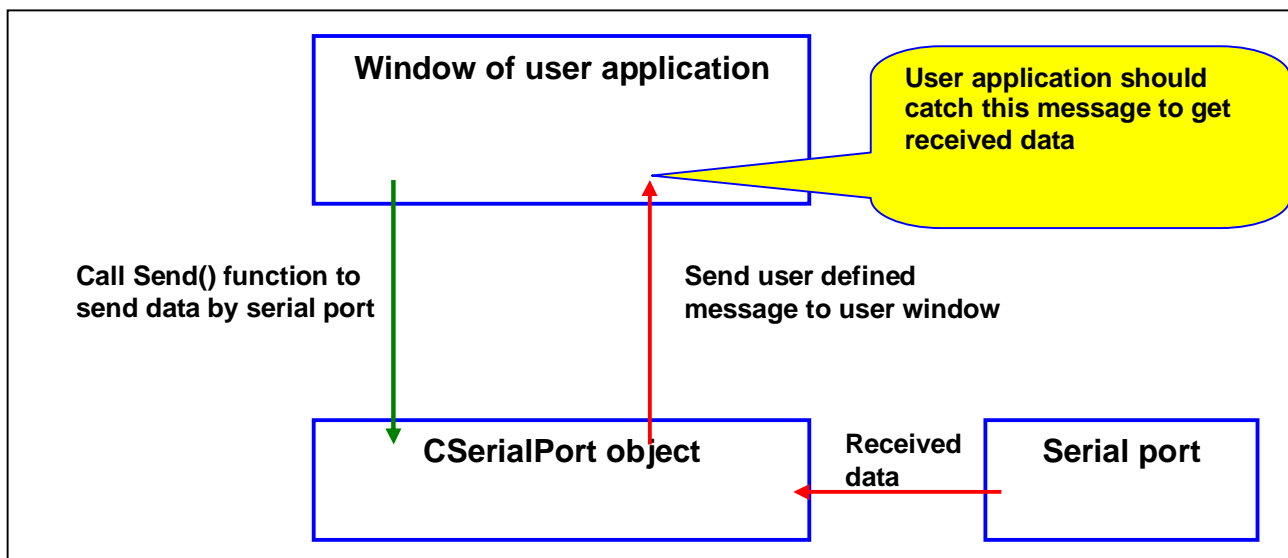 Window of user application
User application should
catch this message to get
received data
Call Send() function to
send data by serial port
Send user defined
message to user window
CSerialPort object
Received
data
Serial port